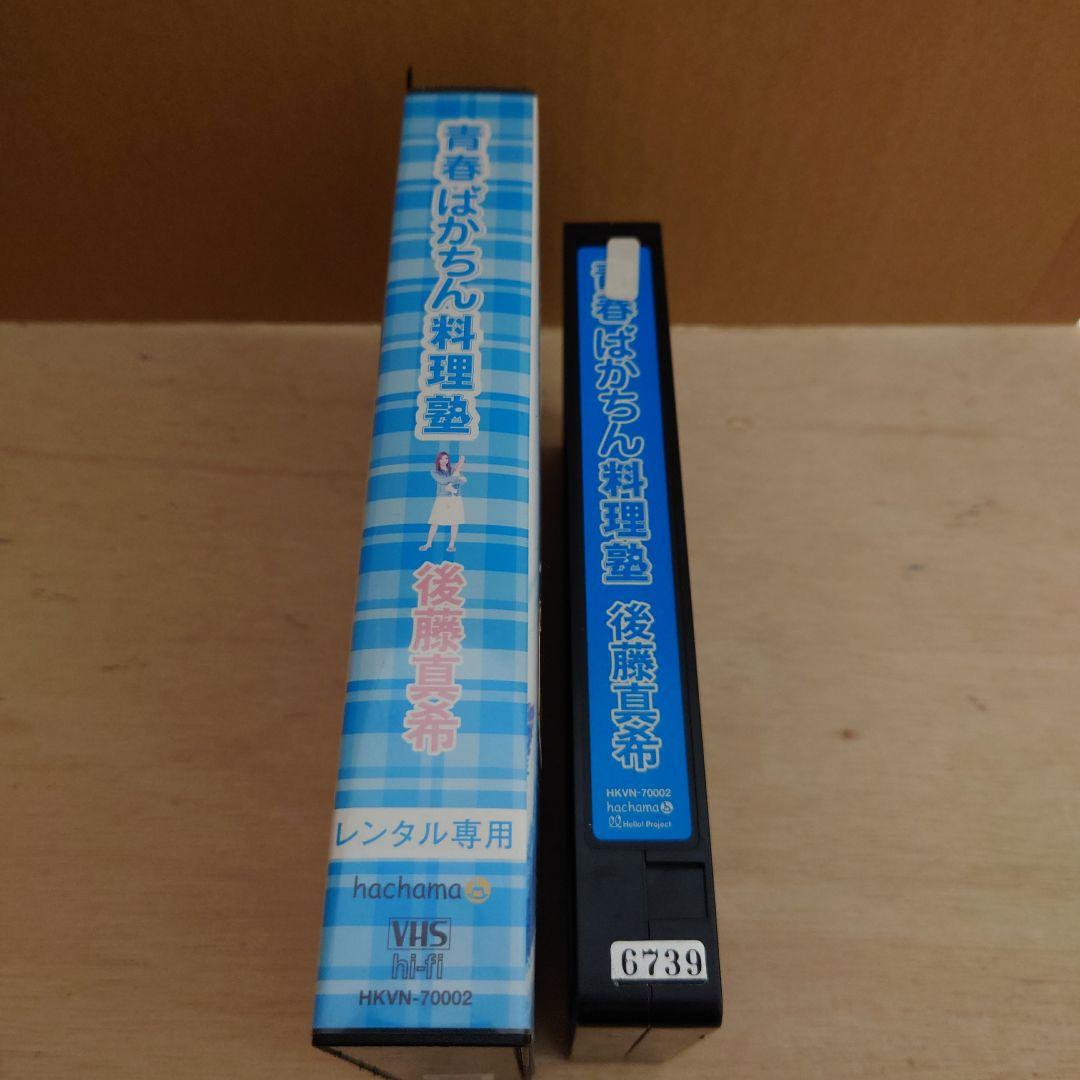 青春ばかちん料理塾
後藤真希
レンタル専用
hachama
VHS
hi-fi
HKVN-70002
青春ばかちん料理塾
後藤真希
HKVN-70002
hachama
Hello! Project
6739